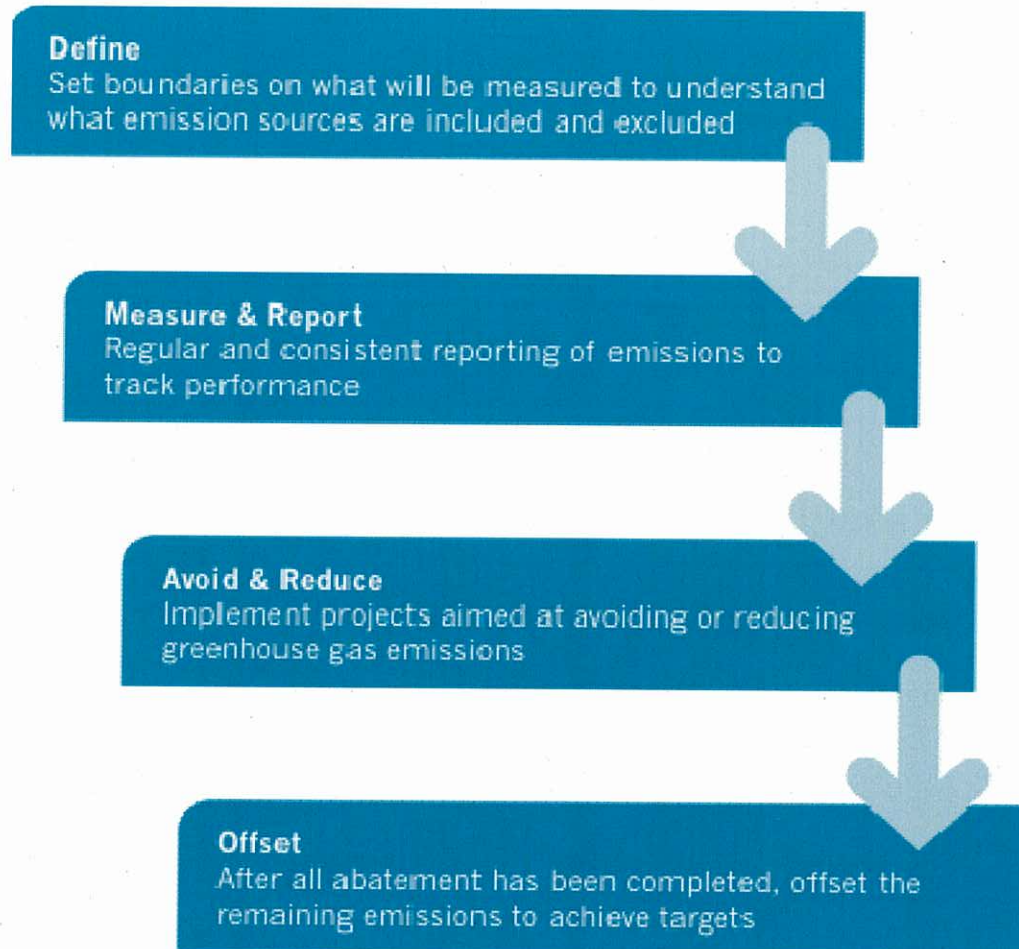 Define
Set boundaries on what will be measured to understand
what emission sources are included and excluded
Measure & Report
Regular and consistent reporting of emissions to
track performance
Avoid & Reduce
Implement projects aimed at avoiding or reducing
greenhouse gas emissions
Offset
After all abatement has been completed, offset the
remaining emissions to achieve targets